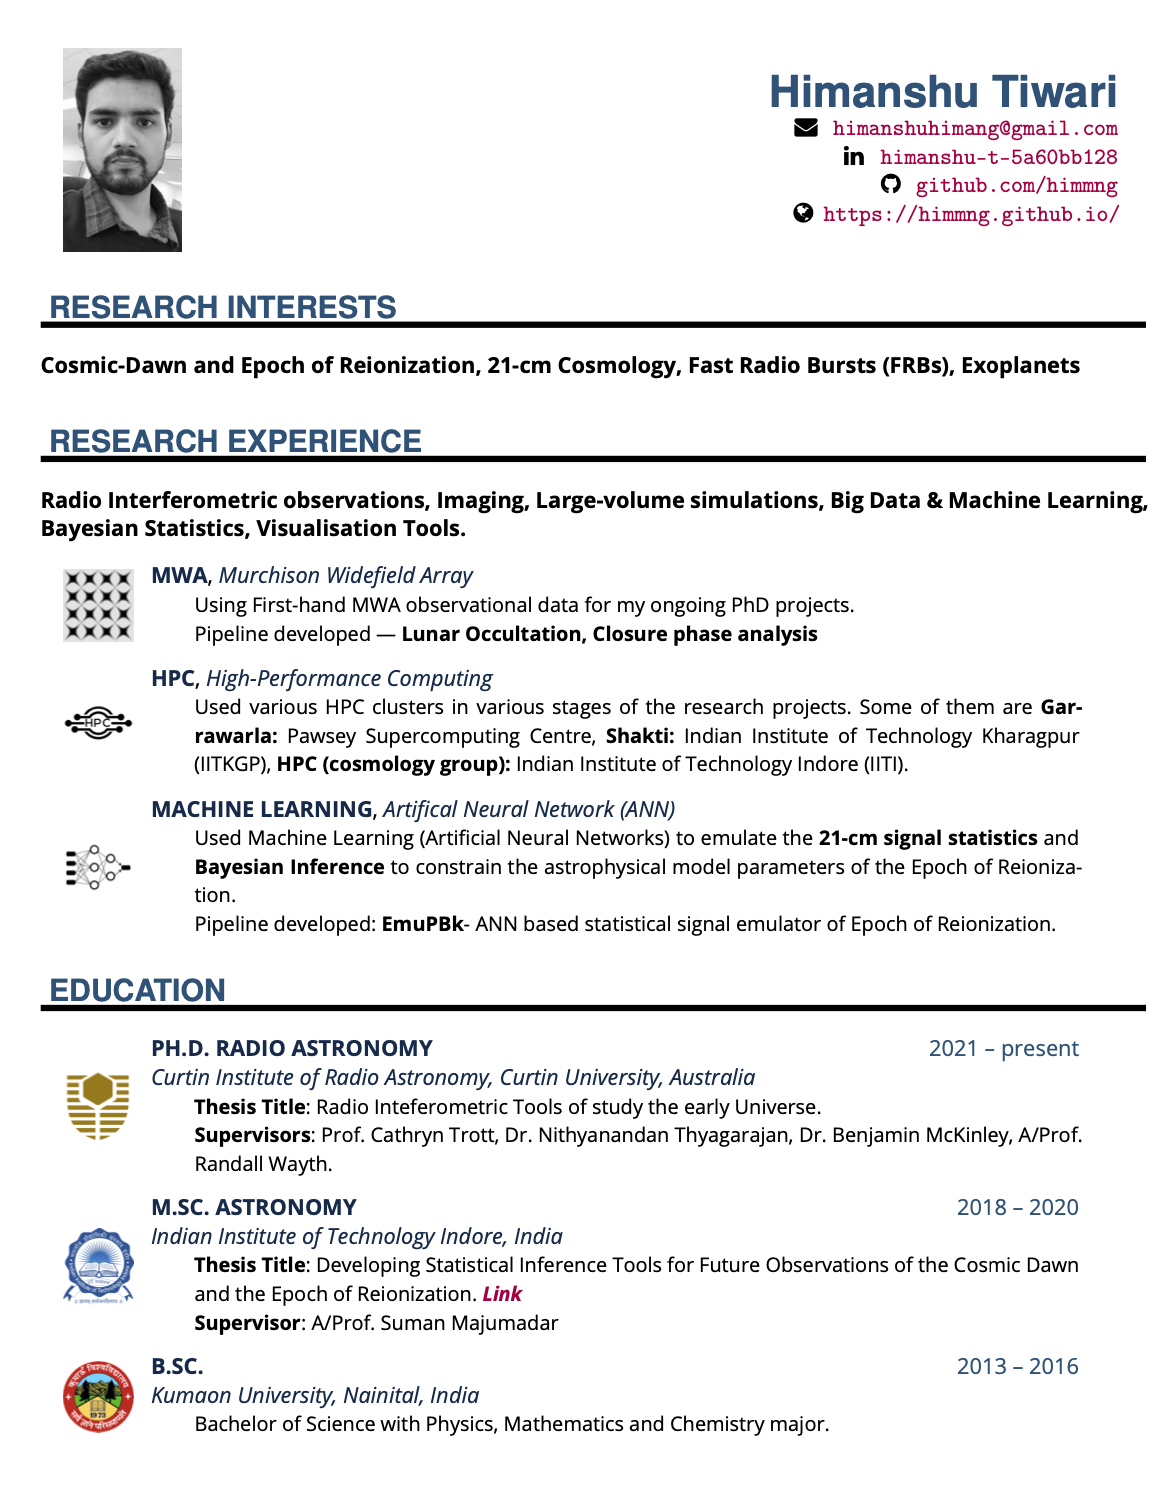 Himanshu Tiwari
himanshuhimang@gmail.com
in himanshu-t-5a60bb128
github.com/himmng
https://himmng.github.io/
RESEARCH INTERESTS
Cosmic-Dawn and Epoch of Reionization, 21-cm Cosmology, Fast Radio Bursts (FRBs), Exoplanets
RESEARCH EXPERIENCE
Radio Interferometric observations, Imaging, Large-volume simulations, Big Data & Machine Learning,
Bayesian Statistics, Visualisation Tools.
MWA, Murchison Widefield Array
Using First-hand MWA observational data for my ongoing PhD projects.
Pipeline developed — Lunar Occultation, Closure phase analysis
HPC, High-Performance Computing
HPC
Used various HPC clusters in various stages of the research projects. Some of them are Gar-
rawarla: Pawsey Supercomputing Centre, Shakti: Indian Institute of Technology Kharagpur
(IITKGP), HPC (cosmology group): Indian Institute of Technology Indore (IITI).
MACHINE LEARNING, Artifical Neural Network (ANN)
Used Machine Learning (Artificial Neural Networks) to emulate the 21-cm signal statistics and
Bayesian Inference to constrain the astrophysical model parameters of the Epoch of Reioniza-
tion.
Pipeline developed: EmuPBk- ANN based statistical signal emulator of Epoch of Reionization.
EDUCATION
PH.D. RADIO ASTRONOMY 2021 – present
Curtin Institute of Radio Astronomy, Curtin University, Australia
Thesis Title: Radio Inteferometric Tools of study the early Universe.
Supervisors: Prof. Cathryn Trott, Dr. Nithyanandan Thyagarajan, Dr. Benjamin McKinley, A/Prof.
Randall Wayth.
M.SC. ASTRONOMY 2018 – 2020
Indian Institute of Technology Indore, India
Thesis Title: Developing Statistical Inference Tools for Future Observations of the Cosmic Dawn
and the Epoch of Reionization. Link
Supervisor: A/Prof. Suman Majumadar
B.SC. 2013 – 2016
Kumaon University, Nainital, India
1973
Bachelor of Science with Physics, Mathematics and Chemistry major.